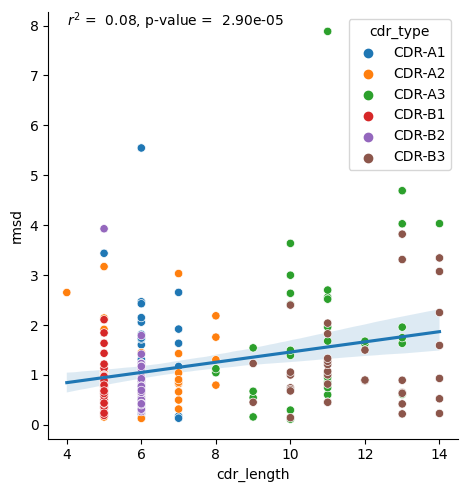 r² = 0.08, p-value = 2.90e-05
cdr_type
CDR-A1
CDR-A2
CDR-A3
CDR-B1
CDR-B2
CDR-B3
8
7
6
5
4
3
2
1
0
rmsd
4 6 8 10 12 14
cdr_length